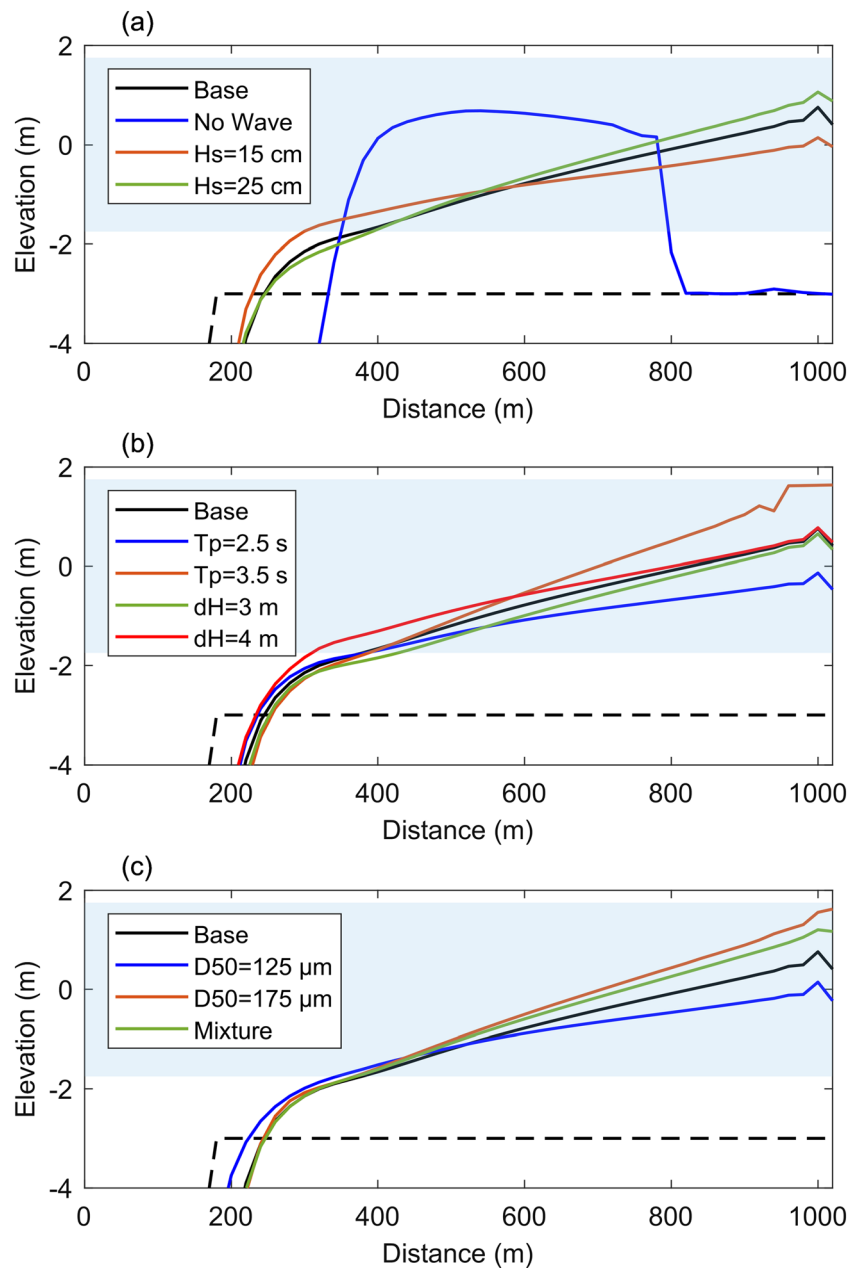 (a)
2
0
-2
-4
Elevation (m)
Base
No Wave
Hs=15 cm
Hs=25 cm
0 200 400 600 800 1000
Distance (m)
(b)
2
0
-2
-4
Elevation (m)
Base
Tp=2.5 s
Tp=3.5 s
dH=3 m
dH=4 m
0 200 400 600 800 1000
Distance (m)
(c)
2
0
-2
-4
Elevation (m)
Base
D50=125 μm
D50=175 μm
Mixture
0 200 400 600 800 1000
Distance (m)